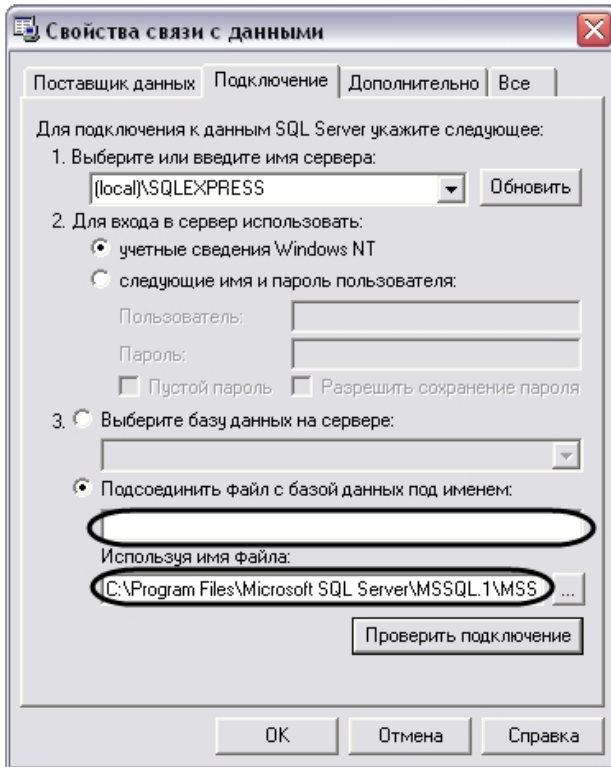 Свойства связи с данными
Поставщик данных Подключение Дополнительно Все
Для подключения к данным SQL Server укажите следующее:
1. Выберите или введите имя сервера:
(local)\SQLEXPRESS Обновить
2. Для входа в сервер использовать:
учетные сведения Windows NT
следующие имя и пароль пользователя:
Пользователь:
Пароль:
Пустой пароль Разрешить сохранение пароля
3. Выберите базу данных на сервере:
Подсоединить файл с базой данных под именем:
Используя имя файла:
C:\Program Files\Microsoft SQL Server\MSSQL.1\MSS ...
Проверить подключение
OK Отмена Справка